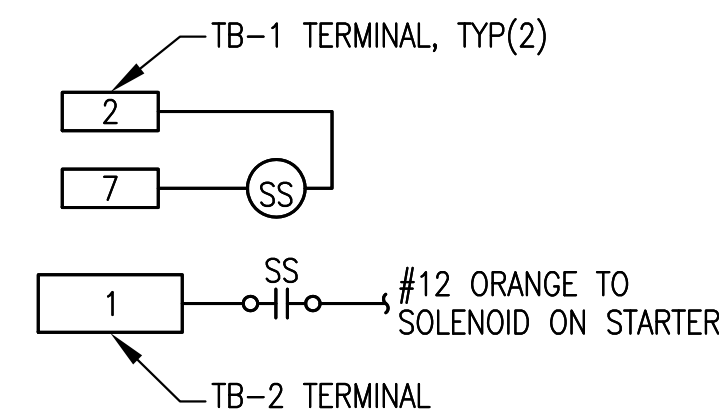 TB-1 TERMINAL, TYP(2)
2
7
SS
SS
1
#12 ORANGE TO
SOLENOID ON STARTER
TB-2 TERMINAL